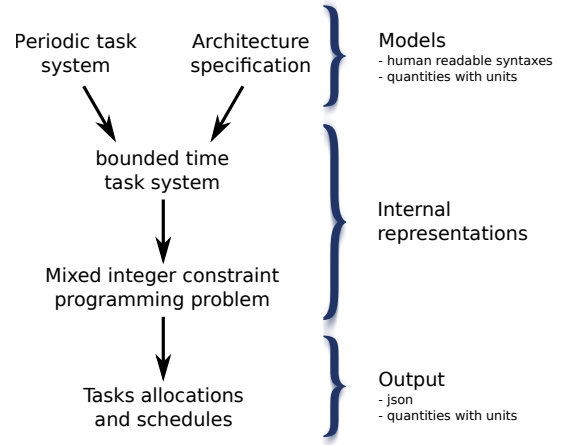 Periodic task
system
Architecture
specification
Models
- human readable syntaxes
- quantities with units
bounded time
task system
Internal
representations
Mixed integer constraint
programming problem
Tasks allocations
and schedules
Output
- json
- quantities with units